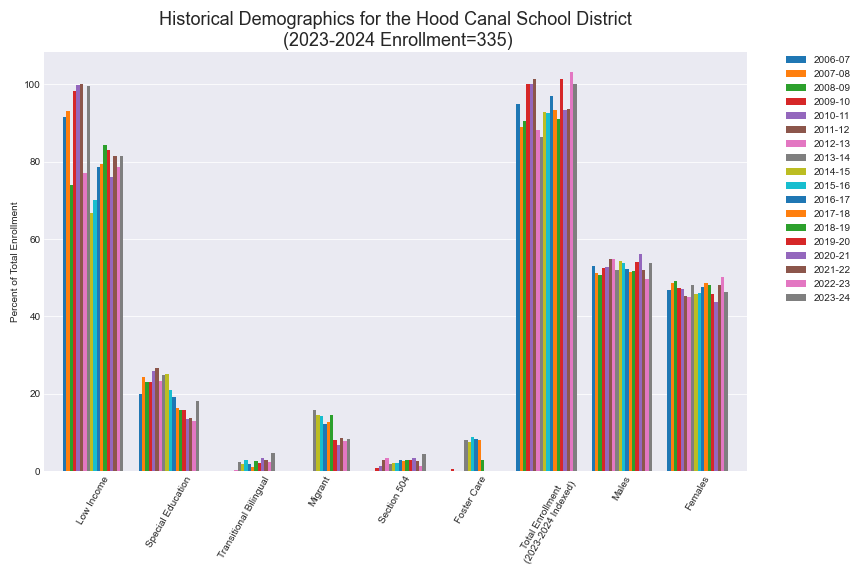 Historical Demographics for the Hood Canal School District
(2023-2024 Enrollment=335)
Percent of Total Enrollment
100
80
60
40
20
0
Low Income
Special Education
Transitional Bilingual
Migrant
Section 504
Foster Care
Total Enrollment
(2023-2024 Indexed)
Males
Females
2006-07
2007-08
2008-09
2009-10
2010-11
2011-12
2012-13
2013-14
2014-15
2015-16
2016-17
2017-18
2018-19
2019-20
2020-21
2021-22
2022-23
2023-24